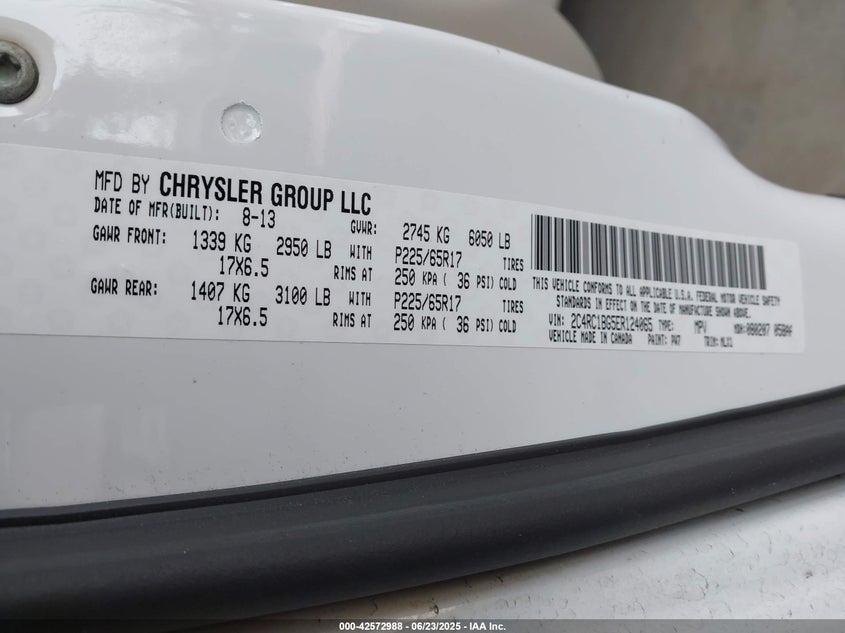 MFD BY CHRYSLER GROUP LLC
DATE OF MFR(BUILT): 8-13 GVWR: 2745 KG 6050 LB
GAWR FRONT: 1339 KG 2950 LB WITH P225/65R17 TIRES
17X6.5 RIMS AT 250 KPA ( 36 PSI) COLD
GAWR REAR: 1407 KG 3100 LB WITH P225/65R17 TIRES
17X6.5 RIMS AT 250 KPA ( 36 PSI) COLD
THIS VEHICLE CONFORMS TO ALL APPLICABLE U.S.A. FEDERAL MOTOR VEHICLE SAFETY
STANDARDS IN EFFECT ON THE DATE OF MANUFACTURE SHOWN ABOVE.
VIN: 2C4RC1BG5ER124065 TYPE: MPV MDH:
VEHICLE MADE IN CANADA PAINT: PW7 TRIM:
000-42572988 - 06/23/2025 - IAA Inc.